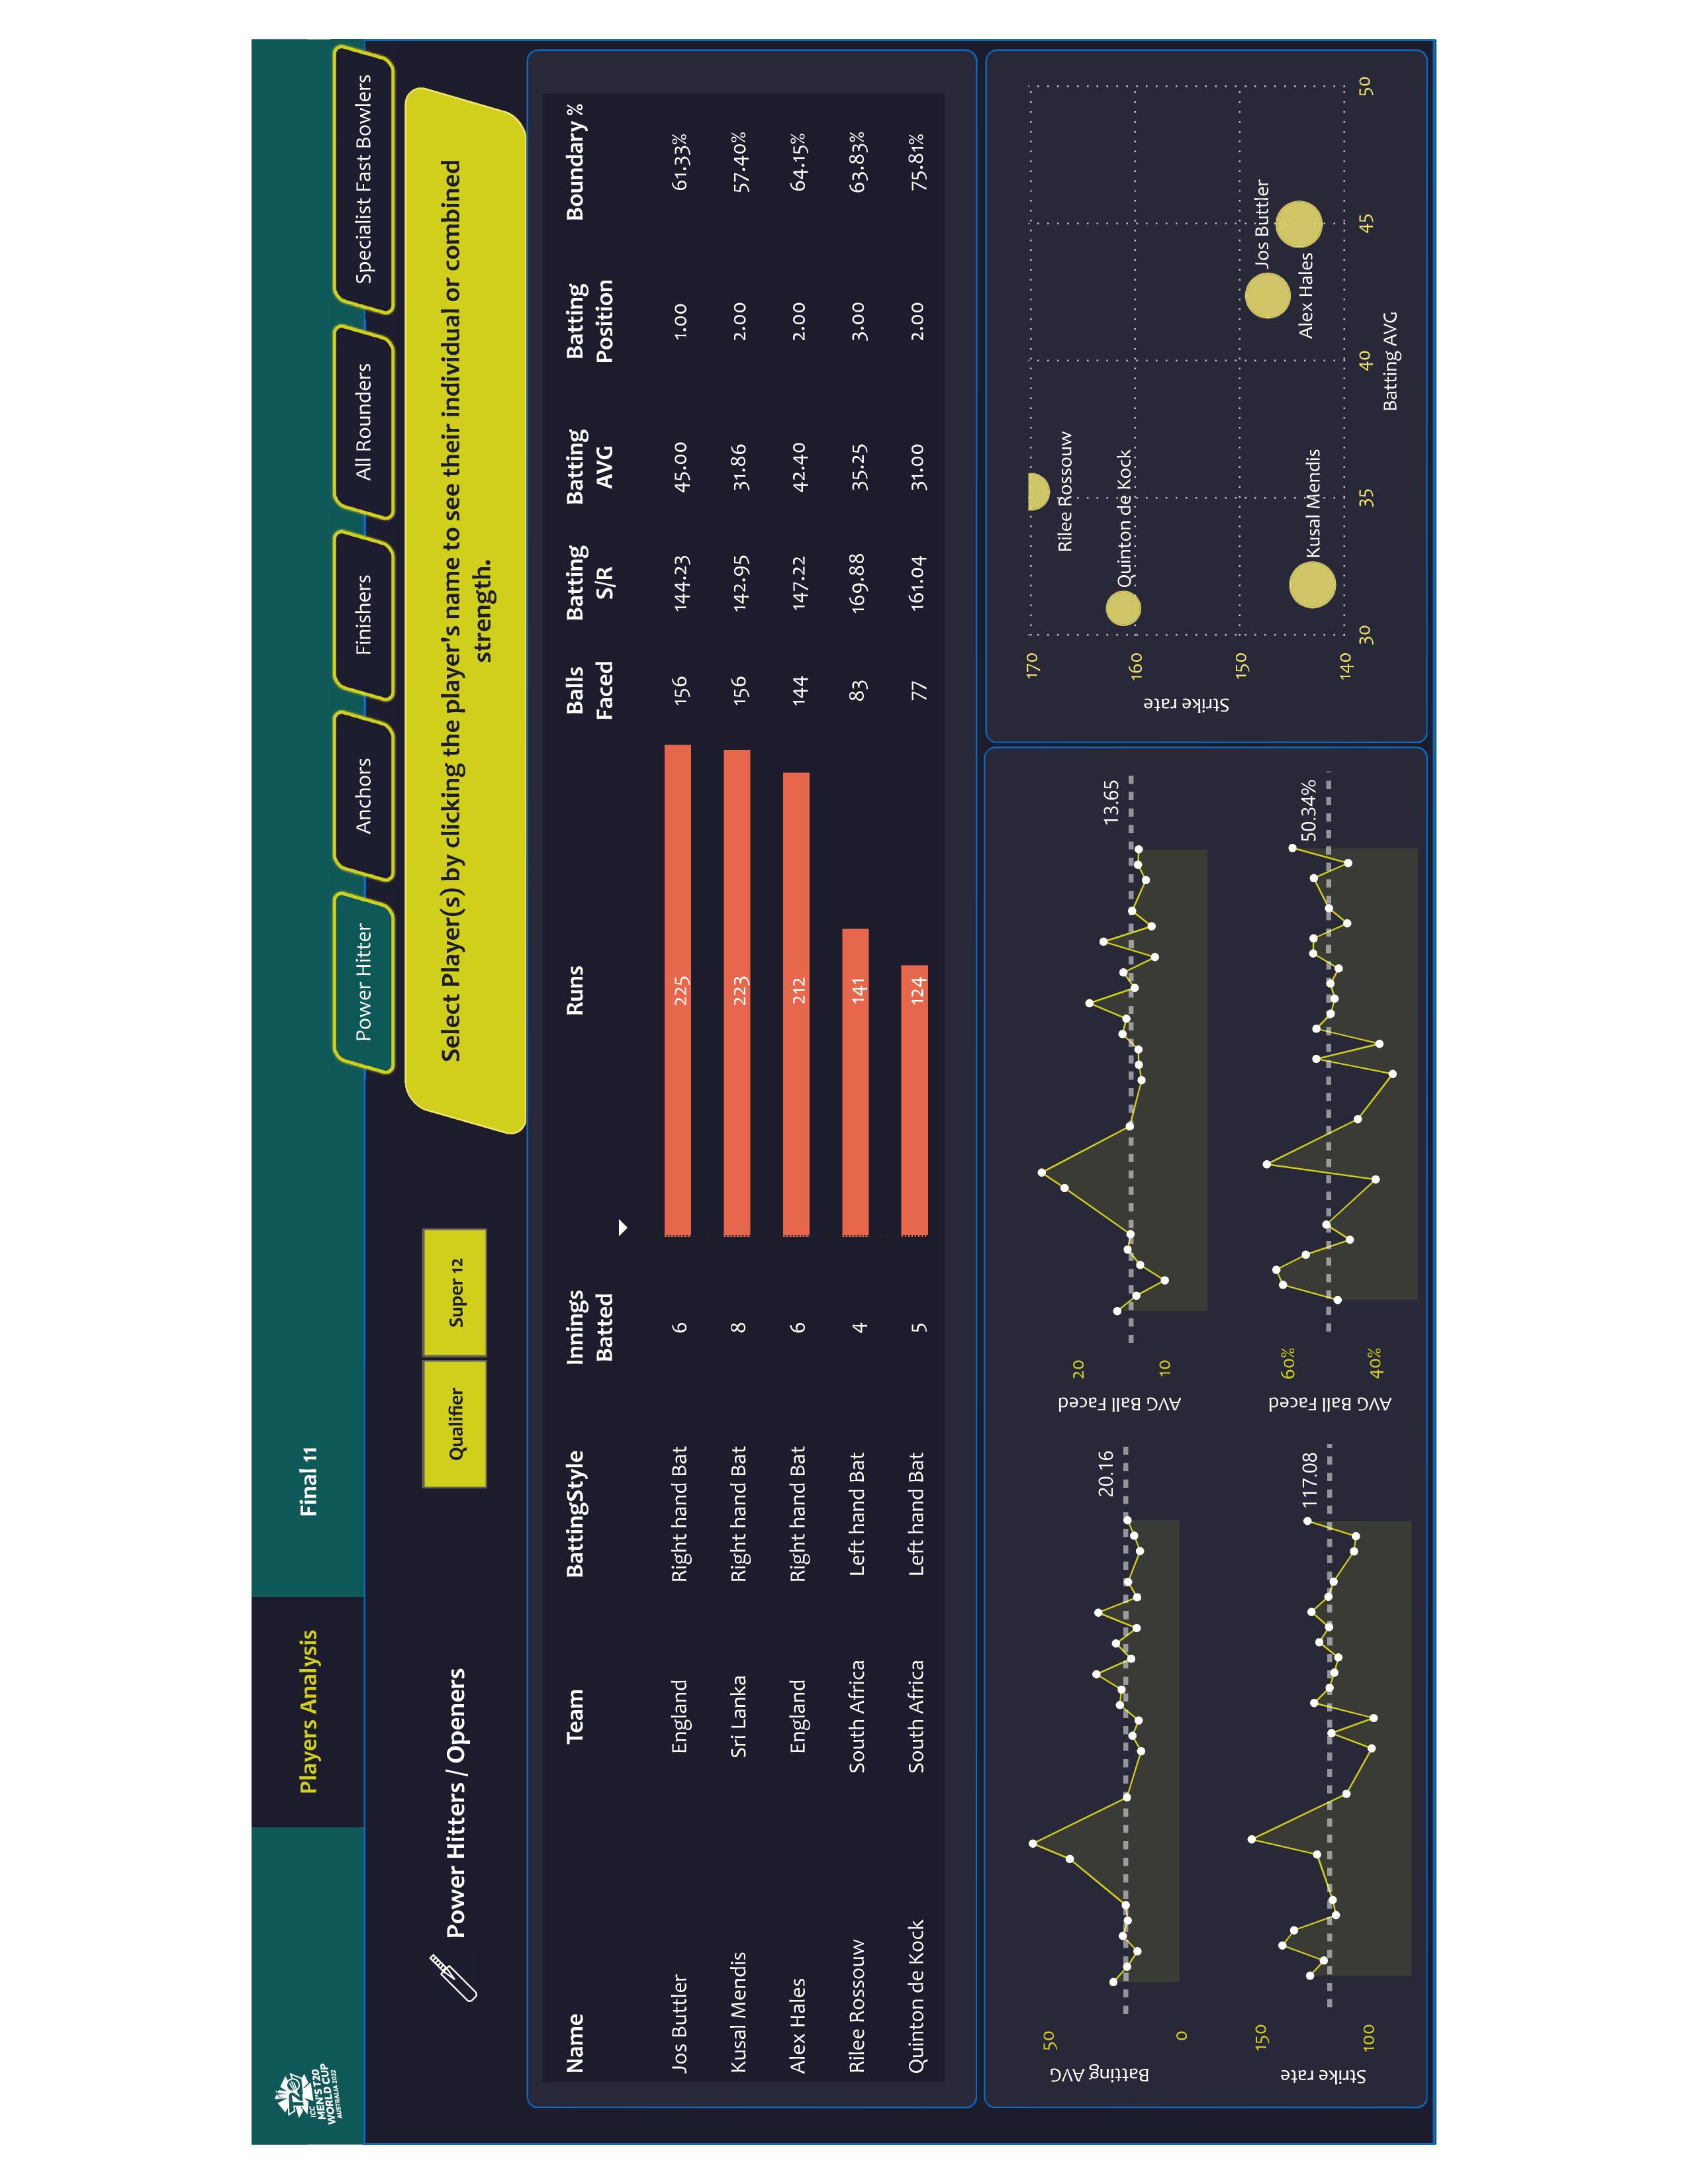 ICC
MEN'S T20
WORLD CUP
AUSTRALIA 2022
Players Analysis
Final 11
Power Hitter
Anchors
Finishers
All Rounders
Specialist Fast Bowlers
Power Hitters / Openers
Qualifier
Super 12
Select Player(s) by clicking the player's name to see their individual or combined
strength.
Name Team BattingStyle Innings Batted Runs Balls Faced Batting S/R Batting AVG Batting Position Boundary %
Jos Buttler England Right hand Bat 6 225 156 144.23 45.00 1.00 61.33%
Kusal Mendis Sri Lanka Right hand Bat 8 223 156 142.95 31.86 2.00 57.40%
Alex Hales England Right hand Bat 6 212 144 147.22 42.40 2.00 64.15%
Rilee Rossouw South Africa Left hand Bat 4 141 83 169.88 35.25 3.00 63.83%
Quinton de Kock South Africa Left hand Bat 5 124 77 161.04 31.00 2.00 75.81%
Batting AVG
50
0
20.16
AVG Ball Faced
20
10
13.65
Strike rate
150
100
117.08
AVG Ball Faced
60%
40%
50.34%
Strike rate
170
160
150
140
Rilee Rossouw
Quinton de Kock
Jos Buttler
Alex Hales
Kusal Mendis
30 35 40 45 50
Batting AVG